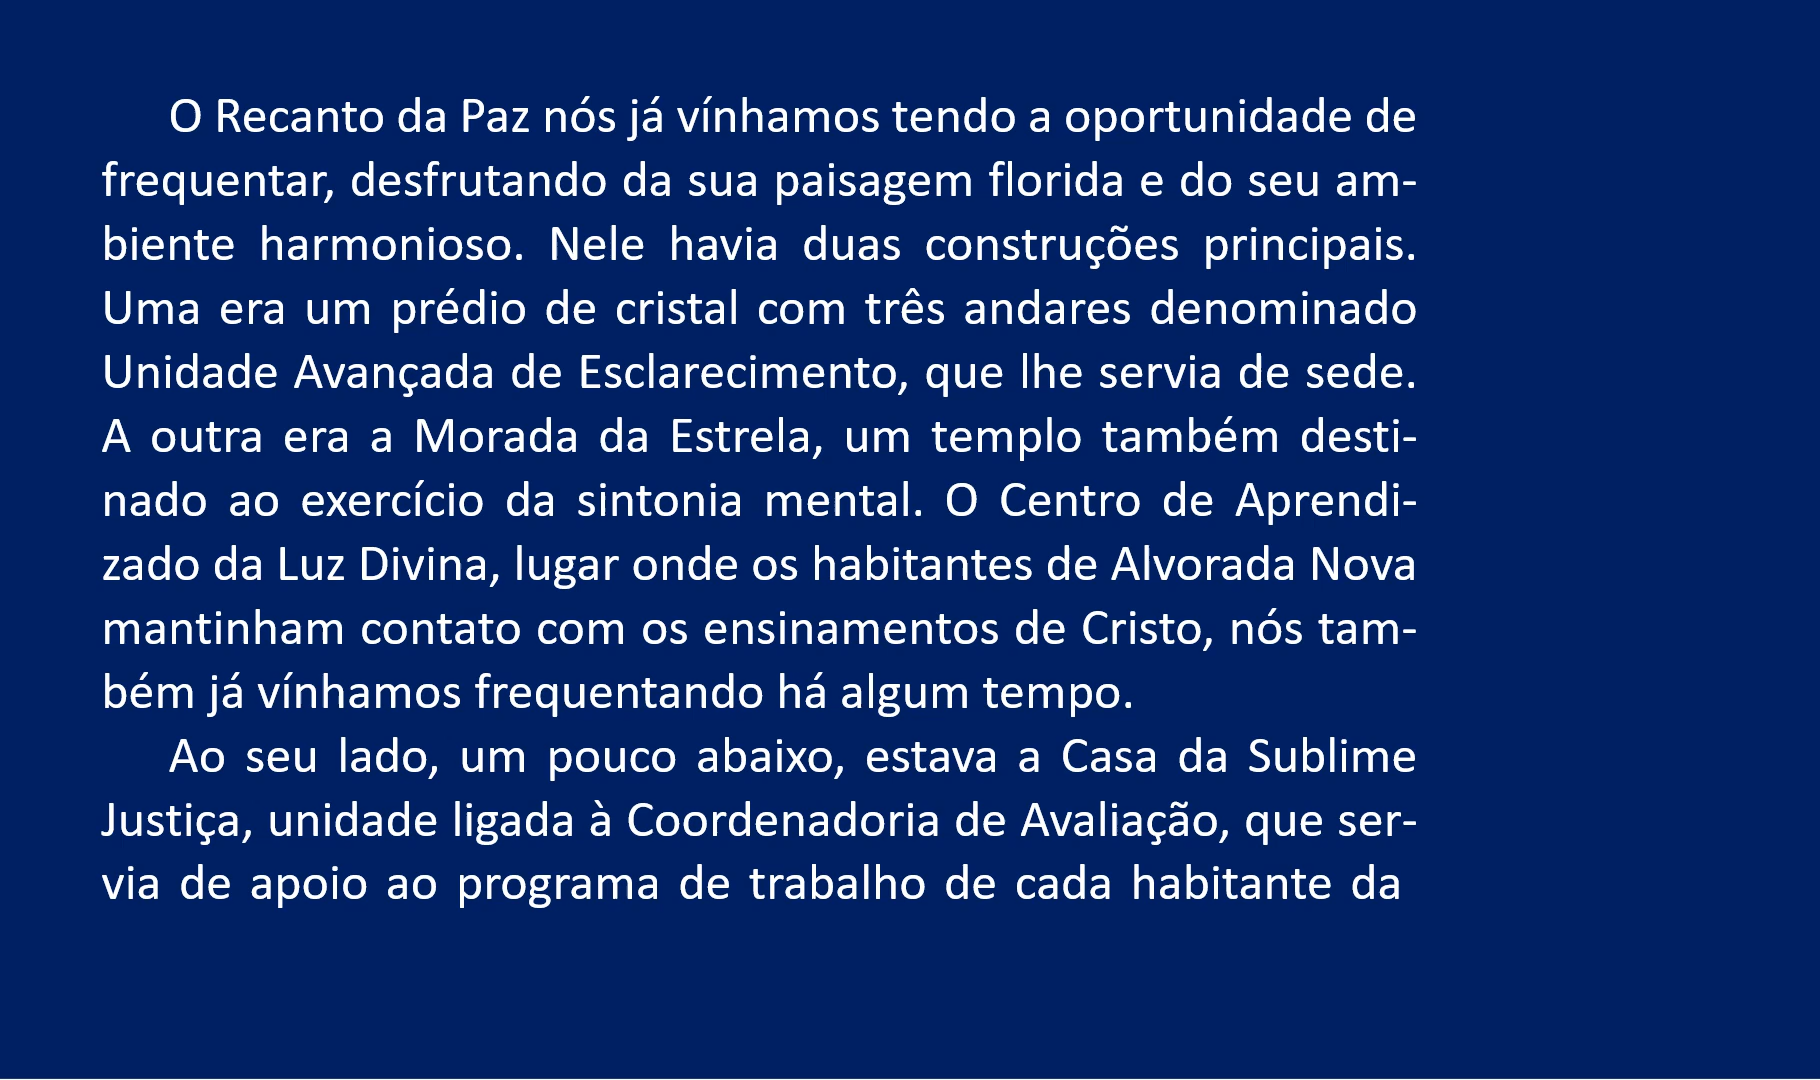 O Recanto da Paz nós já vínhamos tendo a oportunidade de
frequentar, desfrutando da sua paisagem florida e do seu am-
biente harmonioso. Nele havia duas construções principais.
Uma era um prédio de cristal com três andares denominado
Unidade Avançada de Esclarecimento, que lhe servia de sede.
A outra era a Morada da Estrela, um templo também desti-
nado ao exercício da sintonia mental. O Centro de Aprendi-
zado da Luz Divina, lugar onde os habitantes de Alvorada Nova
mantinham contato com os ensinamentos de Cristo, nós tam-
bém já vínhamos frequentando há algum tempo.
Ao seu lado, um pouco abaixo, estava a Casa da Sublime
Justiça, unidade ligada à Coordenadoria de Avaliação, que ser-
via de apoio ao programa de trabalho de cada habitante da